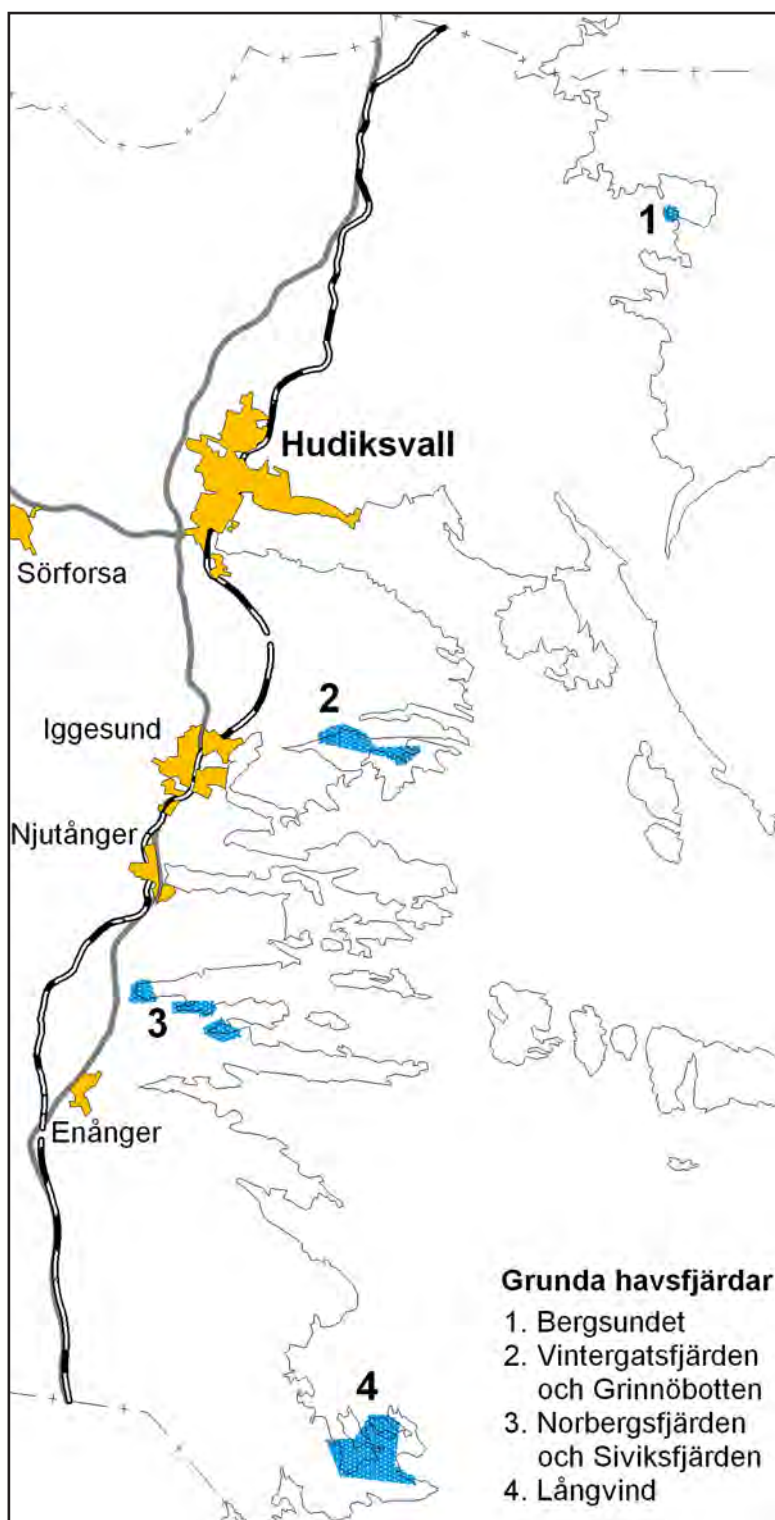 1
Hudiksvall
Sörforsa
2
Iggesund
Njutånger
3
Enånger
4
Grunda havsfjärdar
1. Bergsundet
2. Vintergatsfjärden
och Grinnöbotten
3. Norbergsfjärden
och Siviksfjärden
4. Långvind